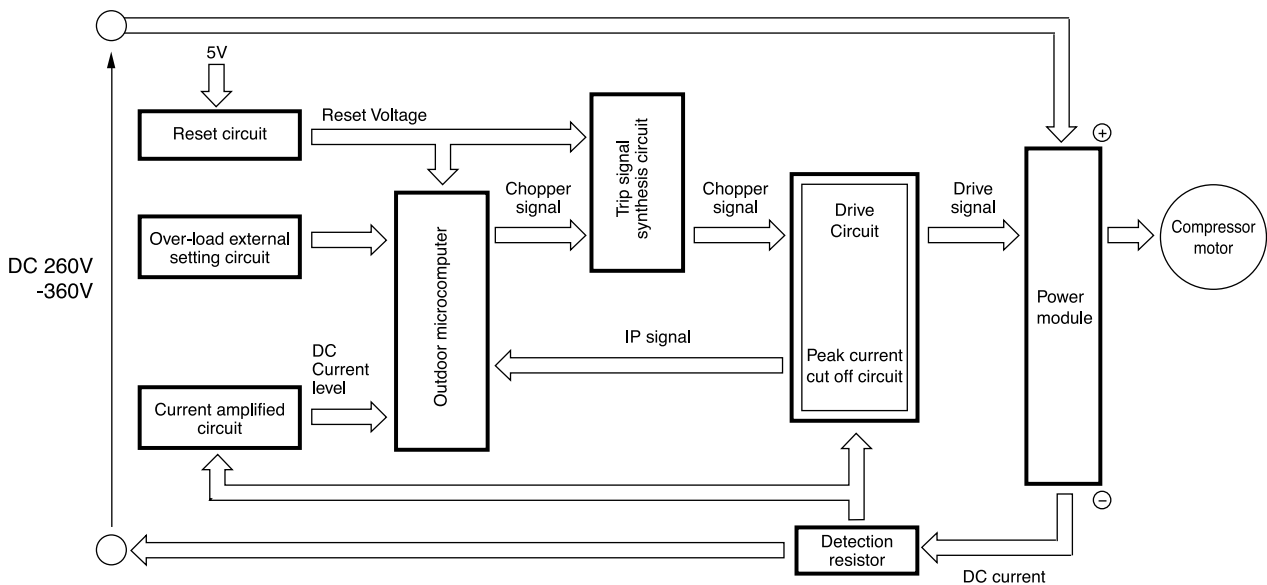 5V
Reset circuit
Reset Voltage
Trip signal
synthesis circuit
Over-load external
setting circuit
DC 260V
-360V
Outdoor microcomputer
Chopper
signal
Chopper
signal
Drive
Circuit
Drive
signal
+
Compressor
motor
Power
module
IP signal
Peak current
cut off circuit
DC
Current
level
Current amplified
circuit
−
Detection
resistor
DC current